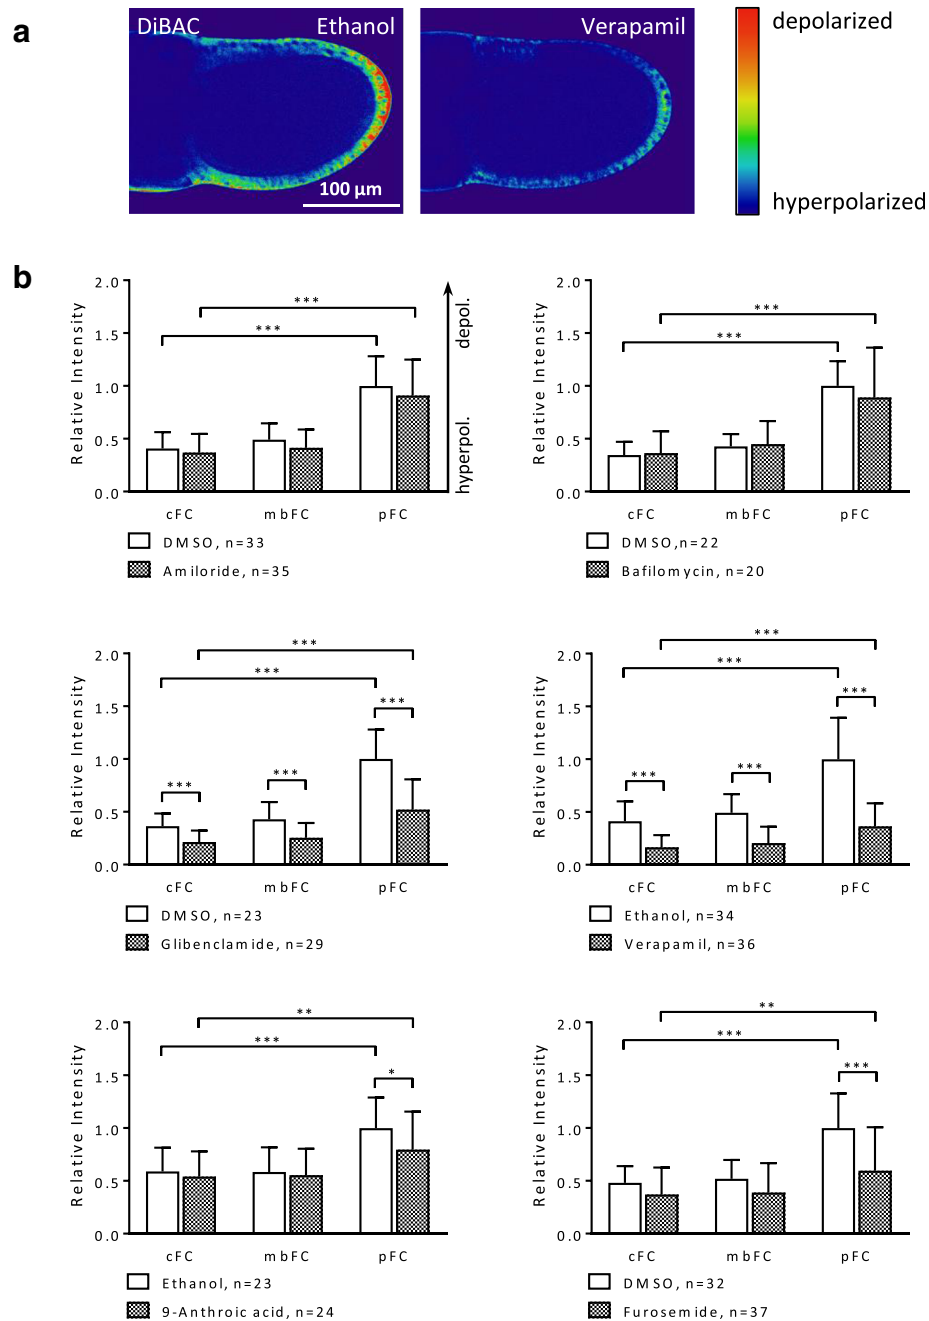 a
DiBAC Ethanol
Verapamil
depolarized
100 µm
hyperpolarized
b
2.0
1.5
1.0
0.5
0.0
Relative Intensity
***
***
depol.
hyperpol.
cFC mbFC pFC
DMSO, n=33
Amiloride, n=35
2.0
1.5
1.0
0.5
0.0
Relative Intensity
***
***
cFC mbFC pFC
DMSO,n=22
Bafilomycin, n=20
2.0
1.5
1.0
0.5
0.0
Relative Intensity
***
***
***
***
***
cFC mbFC pFC
DMSO, n=23
Glibenclamide, n=29
2.0
1.5
1.0
0.5
0.0
Relative Intensity
***
***
***
***
***
cFC mbFC pFC
Ethanol, n=34
Verapamil, n=36
2.0
1.5
1.0
0.5
0.0
Relative Intensity
**
***
*
cFC mbFC pFC
Ethanol, n=23
9-Anthroic acid, n=24
2.0
1.5
1.0
0.5
0.0
Relative Intensity
**
***
***
cFC mbFC pFC
DMSO, n=32
Furosemide, n=37